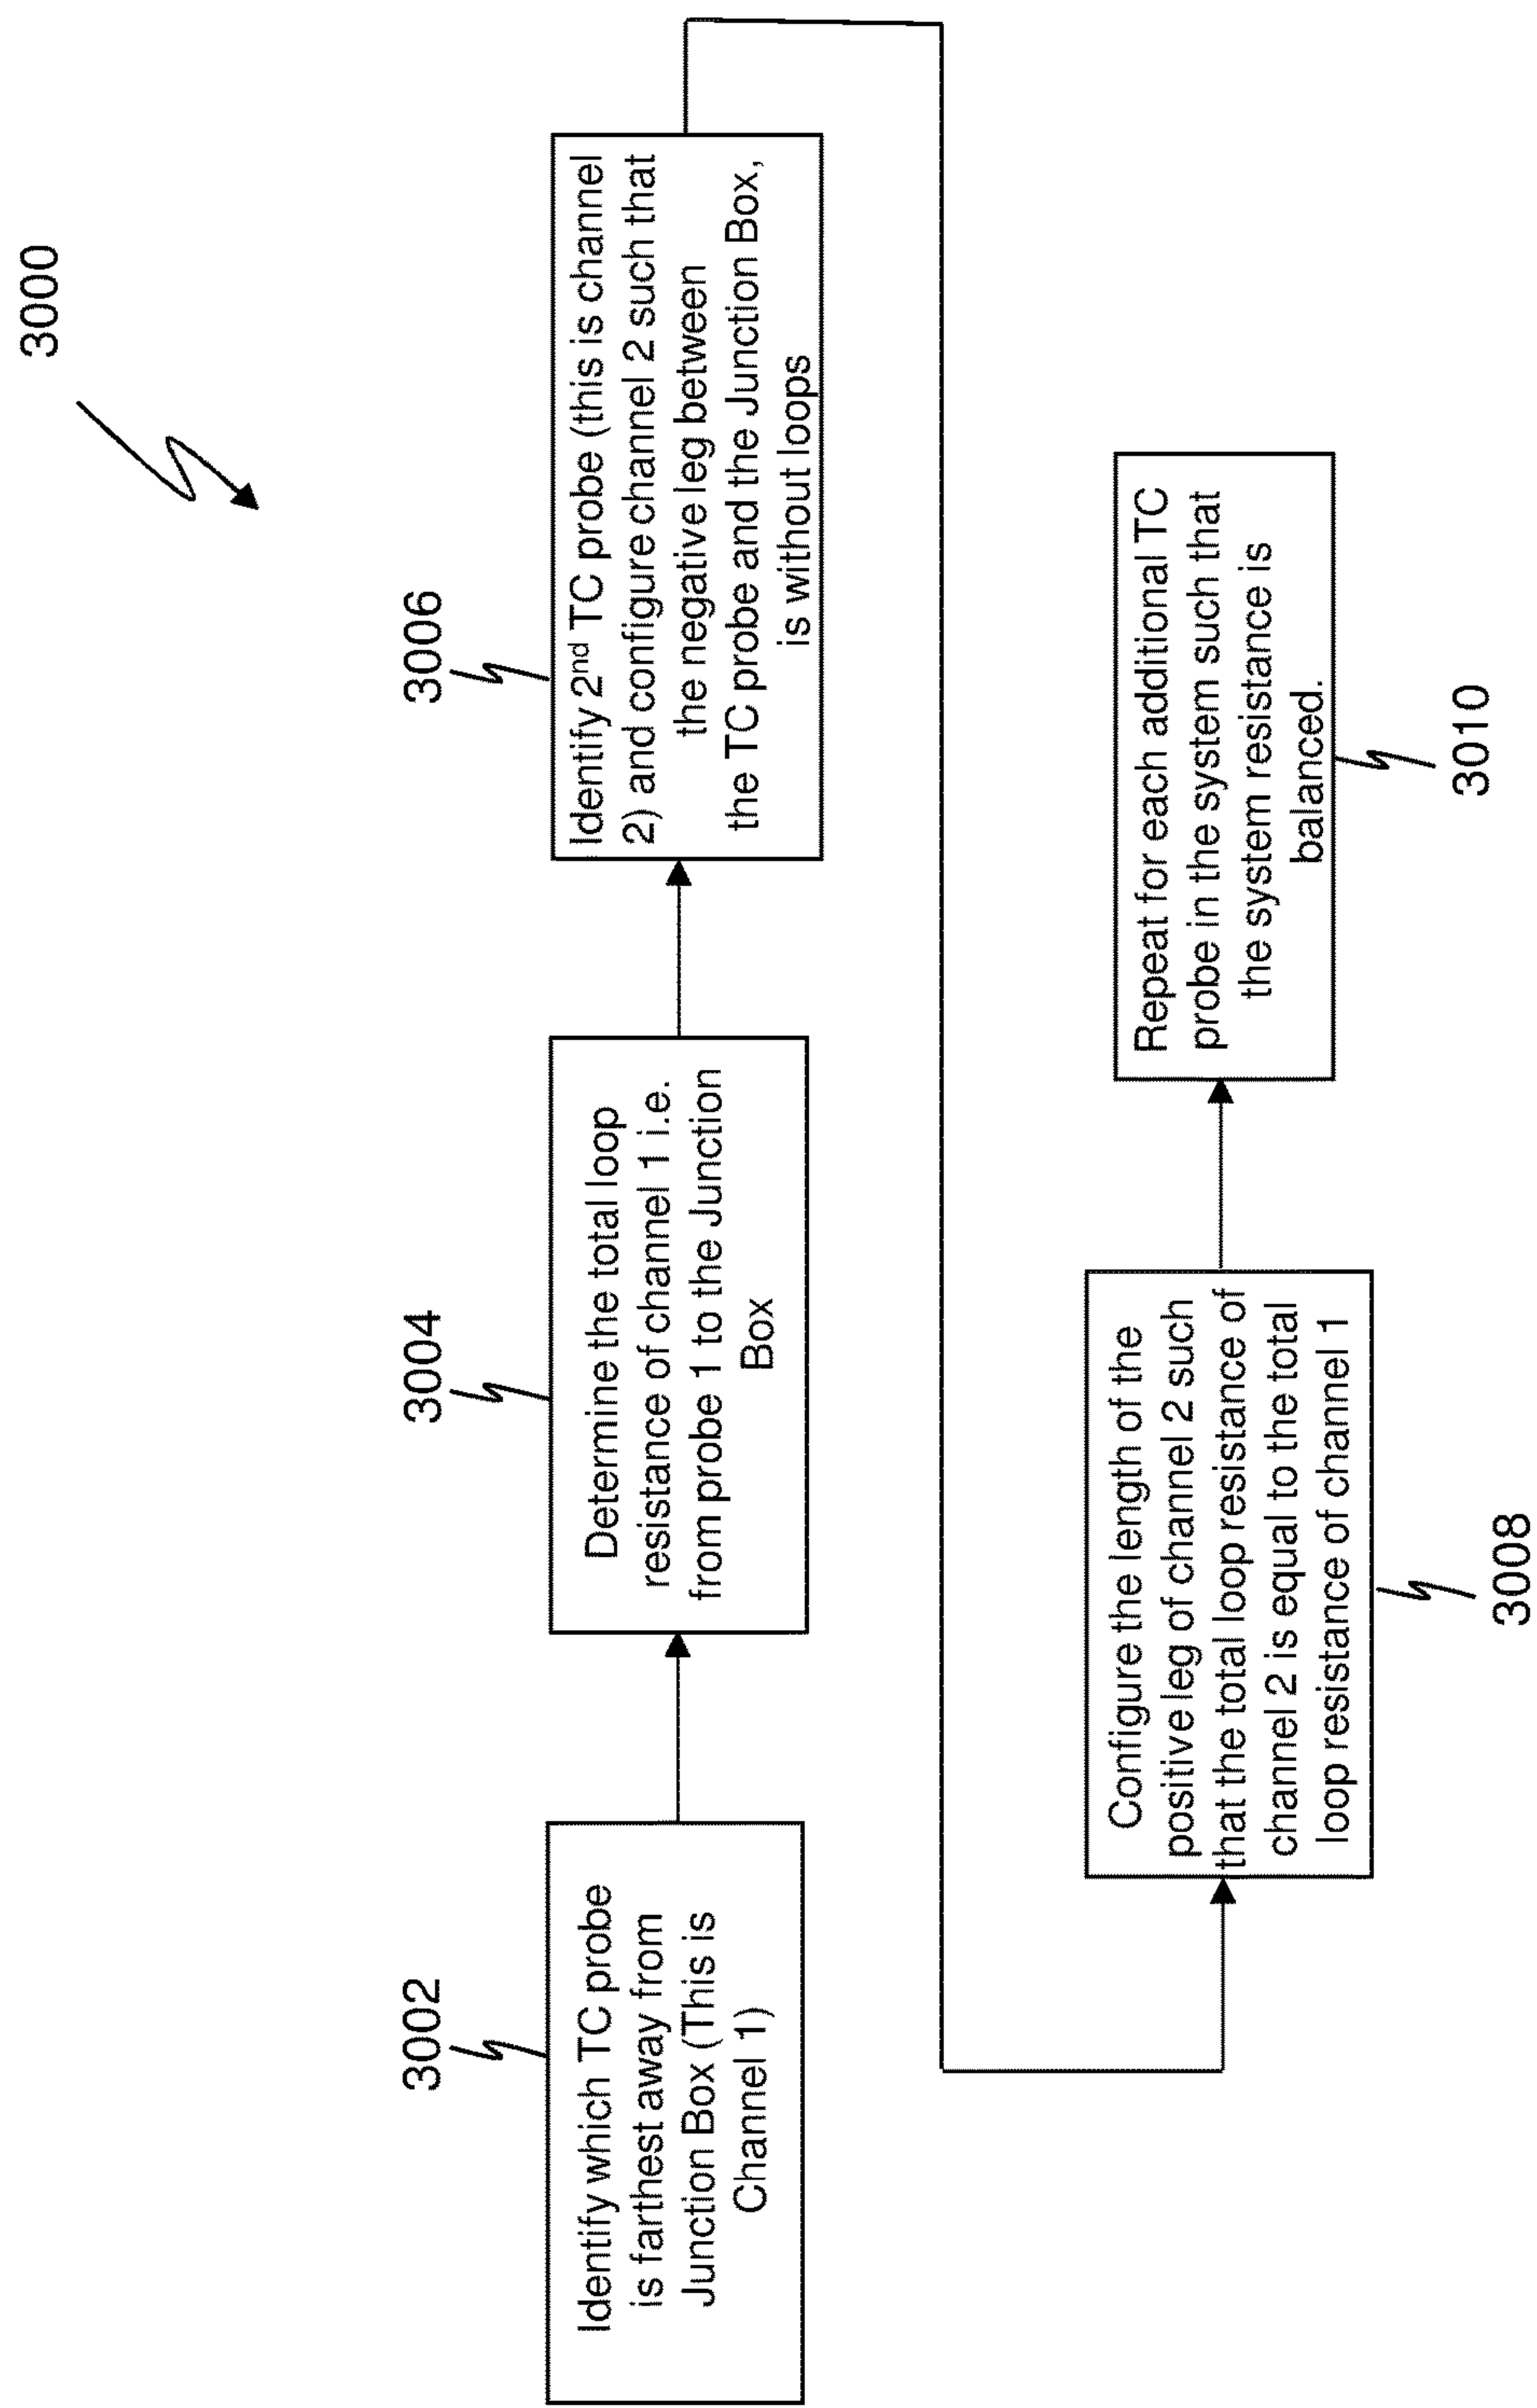 3000
3002
Identify which TC probe
is farthest away from
Junction Box (This is
Channel 1)
3004
Determine the total loop
resistance of channel 1 i.e.
from probe 1 to the Junction
Box
3006
Identify 2nd TC probe (this is channel
2) and configure channel 2 such that
the negative leg between
the TC probe and the Junction Box,
is without loops
Configure the length of the
positive leg of channel 2 such
that the total loop resistance of
channel 2 is equal to the total
loop resistance of channel 1
3008
Repeat for each additional TC
probe in the system such that
the system resistance is
balanced.
3010